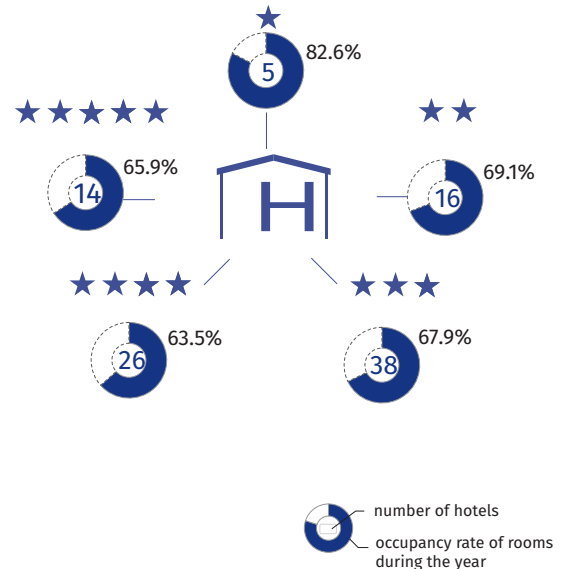 5
82.6%
14
65.9%
16
69.1%
H
26
63.5%
38
67.9%
number of hotels
occupancy rate of rooms
during the year